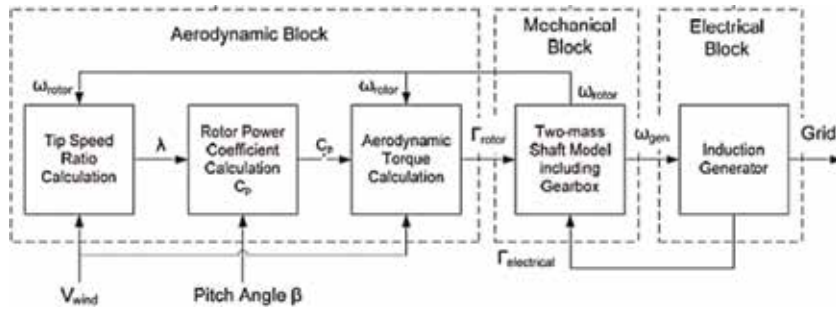 Aerodynamic Block
Mechanical
Block
Electrical
Block
ωrotor
ωrotor
ωrotor
Tip Speed
Ratio
Calculation
λ
Rotor Power
Coefficient
Calculation
Cp
Cp
Aerodynamic
Torque
Calculation
Γrotor
Two-mass
Shaft Model
including
Gearbox
ωgen
Induction
Generator
Grid
Γelectrical
Vwind
Pitch Angle β